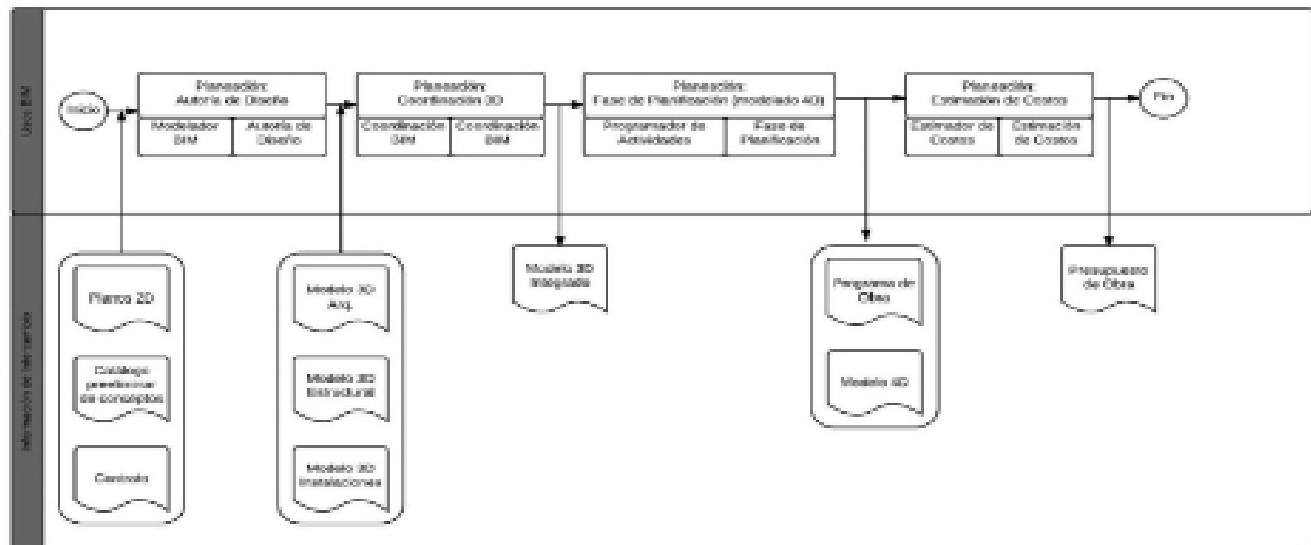 Usos BIM
Inicio
Planeación:
Autoría de Diseño
Modelador
BIM
Autoría de
Diseño
Planeación:
Coordinación 3D
Coordinación
BIM
Coordinación
BIM
Planeación:
Fase de Planificación (modelado 4D)
Programador de
Actividades
Fase de
Planificación
Planeación:
Estimación de Costos
Estimador de
Costos
Estimación
de Costos
Fin
Información de Intercambio
Planos 2D
Catálogo
preeliminar
de conceptos
Contrato
Modelo 3D
Arq.
Modelo 3D
Estructural
Modelo 3D
Instalaciones
Modelo 3D
Integrado
Programa de
Obra
Modelo 4D
Presupuesto
de Obra